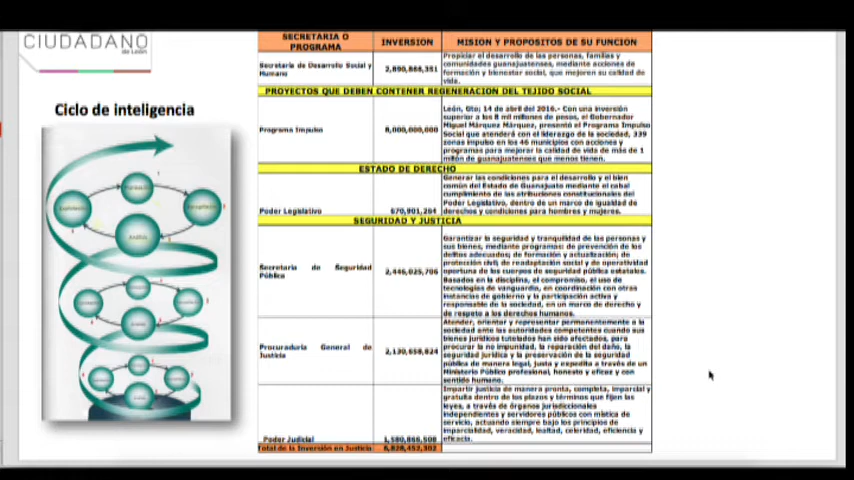 CIUDADANO
de León
Ciclo de inteligencia
SECRETARIA O
PROGRAMA
INVERSION
MISION Y PROPOSITOS DE SU FUNCION
Secretaria de Desarrollo Social y
Humano
2,890,866,351
Propiciar el desarrollo de las personas, familias y
comunidades guanajuatenses, mediante acciones de
formación y bienestar social, que mejoren su calidad de
vida.
PROYECTOS QUE DEBEN CONTENER REGENERACION DEL TEJIDO SOCIAL
Programa Impulso
8,000,000,000
León, Gto; 14 de abril del 2016.- Con una inversión
superior a los 8 mil millones de pesos, el Gobernador
Miguel Márquez Márquez, presentó el Programa Impulso
Social que atenderá con el liderazgo de la sociedad, 339
zonas impulso en los 46 municipios con acciones y
programas para mejorar la calidad de vida de más de 1
millón de guanajuatenses que menos tienen.
ESTADO DE DERECHO
Poder Legislativo
670,901,264
Generar las condiciones para el desarrollo y el bien
común del Estado de Guanajuato mediante el cabal
cumplimiento de las atribuciones constitucionales del
Poder Legislativo, dentro de un marco de igualdad de
derechos y condiciones para hombres y mujeres.
SEGURIDAD Y JUSTICIA
Secretaria de Seguridad
Pública
2,446,025,706
Garantizar la seguridad y tranquilidad de las personas y
sus bienes, mediante programas: de prevención de los
delitos adecuados; de formación y actualización; de
protección civil; de readaptación social y de operatividad
oportuna de los cuerpos de seguridad pública estatales.
Basados en la disciplina, el compromiso, el uso de
tecnologías de vanguardia, en coordinación con otras
instancias de gobierno y la participación activa y
responsable de la sociedad, en un marco de derecho y
de respeto a los derechos humanos.
Procuraduría General de
Justicia
2,130,658,824
Atender, orientar y representar permanentemente a la
sociedad ante las autoridades competentes cuando sus
bienes jurídicos tutelados han sido afectados, para
procurar la no impunidad, la reparación del daño, la
seguridad jurídica y la preservación de la seguridad
pública de manera legal, justa y expedita a través de un
Ministerio Público profesional, honesto y eficaz y con
sentido humano.
Poder Judicial
1,580,866,508
Impartir justicia de manera pronta, completa, imparcial y
gratuita dentro de los plazos y términos que fijen las
leyes, a través de órganos jurisdiccionales
independientes y servidores públicos con mística de
servicio, actuando siempre bajo los principios de
imparcialidad, veracidad, lealtad, celeridad, eficiencia y
eficacia.
Total de la Inversión en Justicia
6,828,452,302